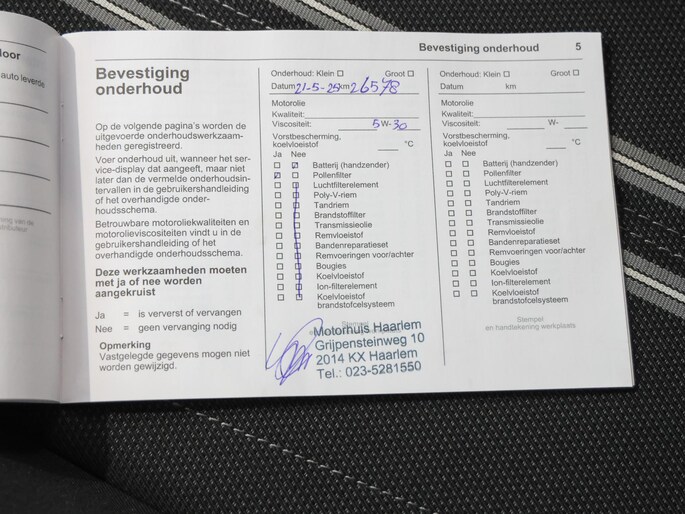 Bevestiging onderhoud 5
Bevestiging
onderhoud
Op de volgende pagina's worden de
uitgevoerde onderhoudswerkzaam-
heden geregistreerd.
Voer onderhoud uit, wanneer het ser-
vice-display dat aangeeft, maar niet
later dan de vermelde onderhoudsin-
tervallen in de gebruikershandleiding
of het overhandigde onder-
houdsschema.
Betrouwbare motoroliekwaliteiten en
motorolieviscositeiten vindt u in de
gebruikershandleiding of het
overhandigde onderhoudsschema.
Deze werkzaamheden moeten
met ja of nee worden
aangekruist
Ja = is ververst of vervangen
Nee = geen vervanging nodig
Opmerking
Vastgelegde gegevens mogen niet
worden gewijzigd.
Onderhoud: Klein Groot
Datum 21-5-25 km 26578
Motorolie
Kwaliteit:
Viscositeit: 5 W- 30
Vorstbescherming,
koelvloeistof °C
Ja Nee
Batterij (handzender)
Pollenfilter
Luchtfilterelement
Poly-V-riem
Tandriem
Brandstoffilter
Transmissieolie
Remvloeistof
Bandenreparatieset
Remvoeringen voor/achter
Bougies
Koelvloeistof
Ion-filterelement
Koelvloeistof
brandstofcelsysteem
Motorhuis Haarlem
Grijpensteinweg 10
2014 KX Haarlem
Tel.: 023-5281550
Onderhoud: Klein Groot
Datum km
Motorolie
Kwaliteit:
Viscositeit: W-
Vorstbescherming,
koelvloeistof °C
Ja Nee
Batterij (handzender)
Pollenfilter
Luchtfilterelement
Poly-V-riem
Tandriem
Brandstoffilter
Transmissieolie
Remvloeistof
Bandenreparatieset
Remvoeringen voor/achter
Bougies
Koelvloeistof
Ion-filterelement
Koelvloeistof
brandstofcelsysteem
Stempel
en handtekening werkplaats
auto leverde